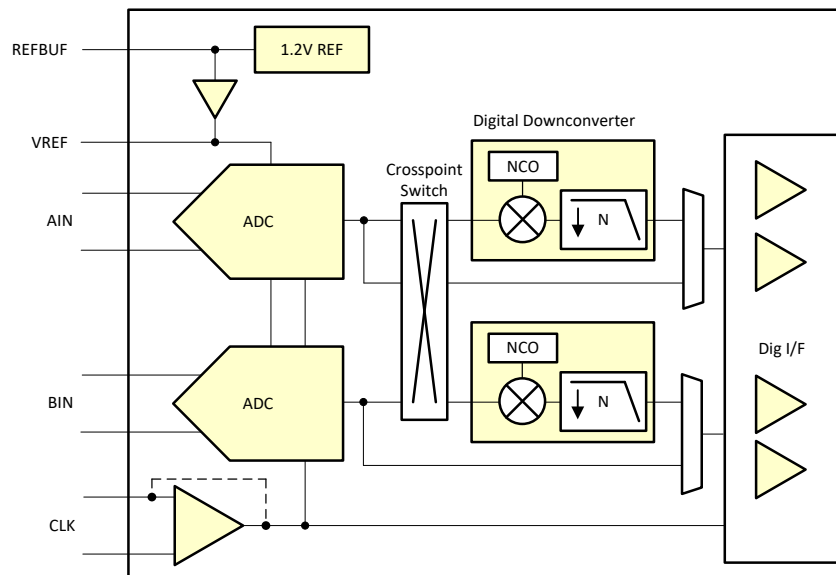 REFBUF
1.2V REF
VREF
Digital Downconverter
Crosspoint
Switch
NCO
N
AIN
ADC
NCO
N
Dig I/F
BIN
ADC
CLK